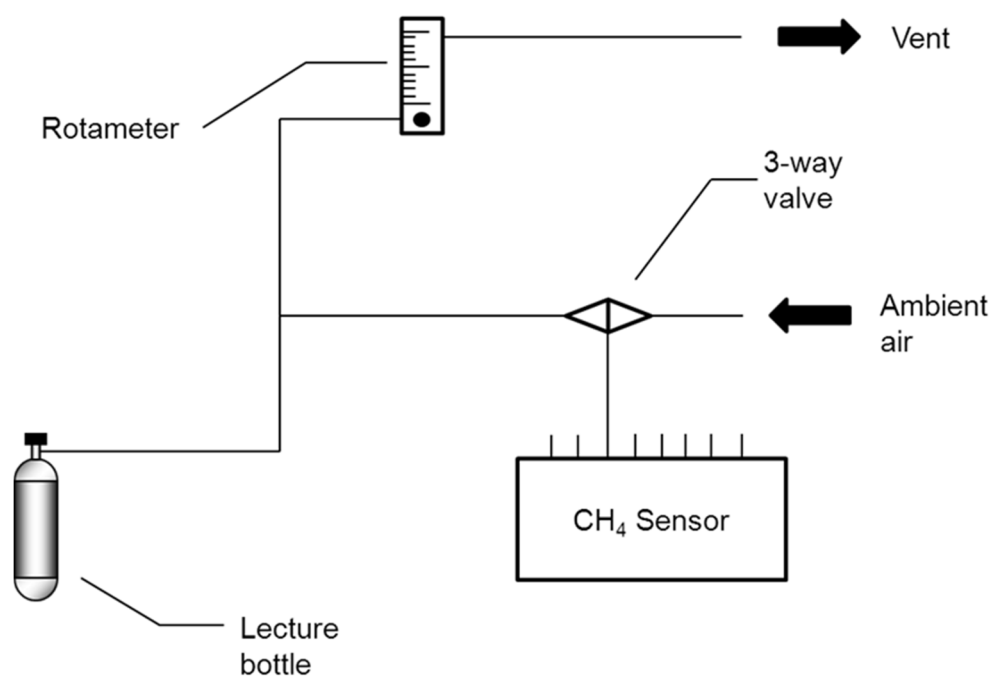 Vent
Rotameter
3-way
valve
Ambient
air
CH₄ Sensor
Lecture
bottle